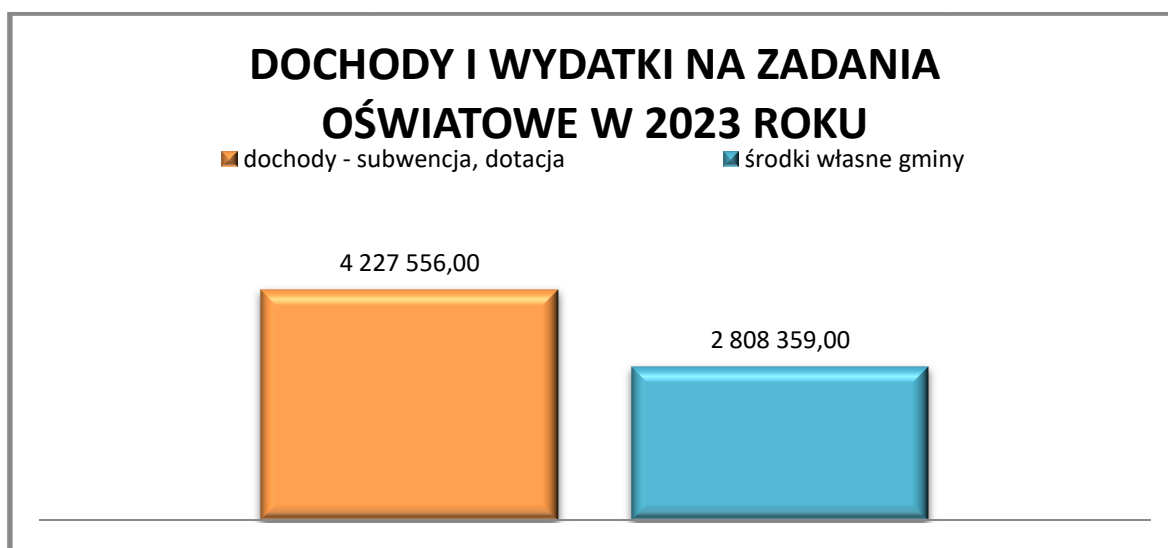 DOCHODY I WYDATKI NA ZADANIA
OŚWIATOWE W 2023 ROKU
dochody - subwencja, dotacja
środki własne gminy
4 227 556,00
2 808 359,00